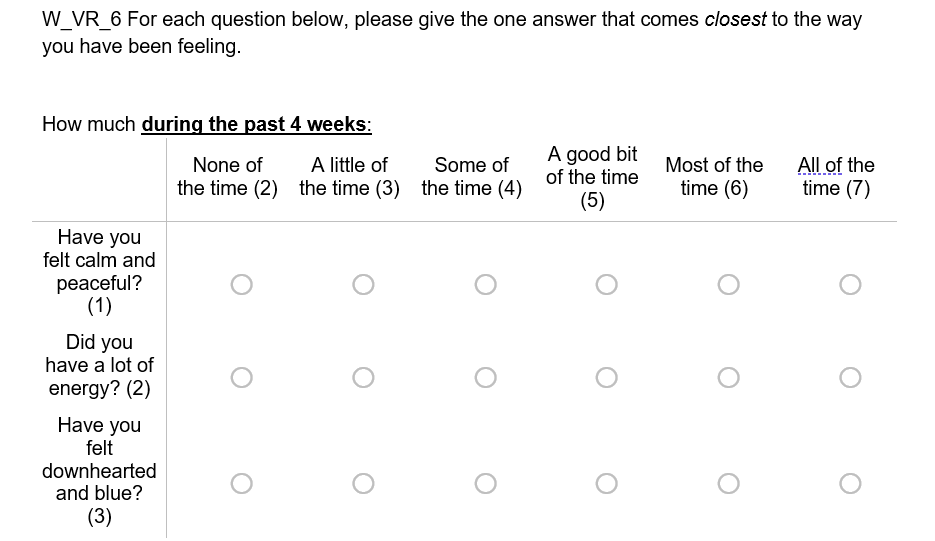 W_VR_6 For each question below, please give the one answer that comes closest to the way
you have been feeling.
How much during the past 4 weeks:
None of
the time (2)
A little of
the time (3)
Some of
the time (4)
A good bit
of the time
(5)
Most of the
time (6)
All of the
time (7)
Have you
felt calm and
peaceful?
(1)
Did you
have a lot of
energy? (2)
Have you
felt
downhearted
and blue?
(3)